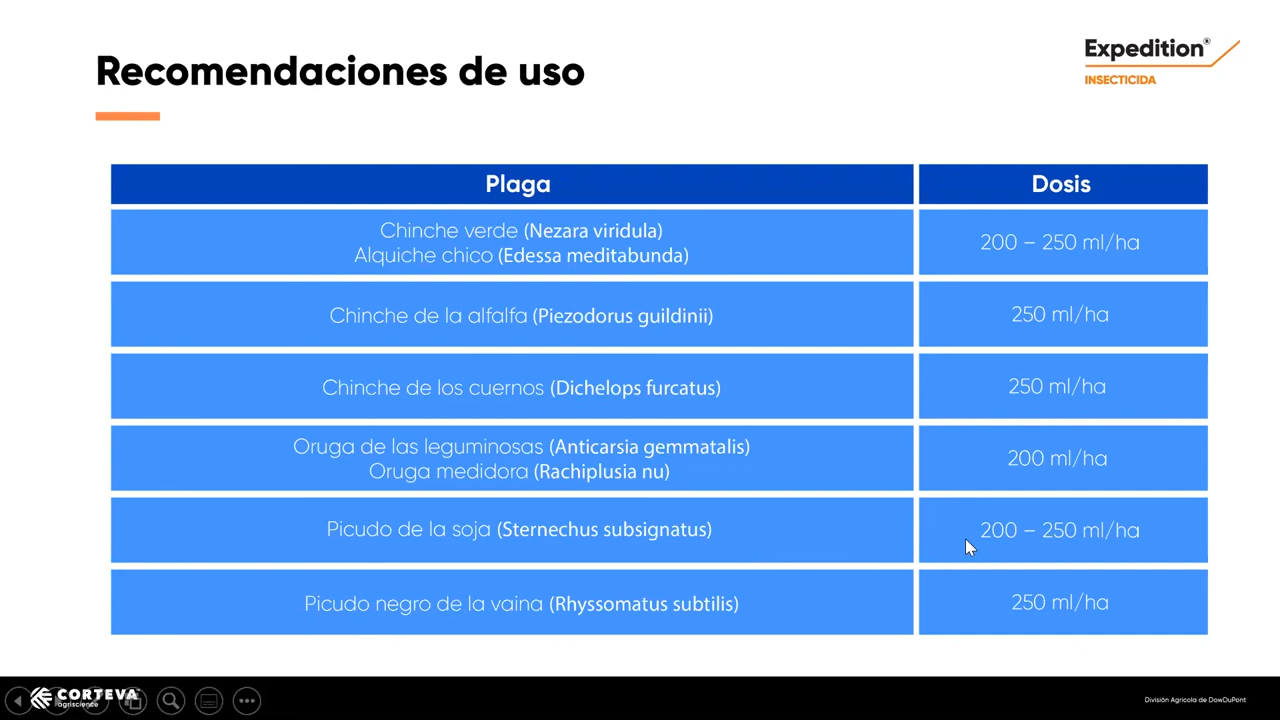 Recomendaciones de uso
Expedition®
INSECTICIDA
Plaga
Dosis
Chinche verde (Nezara viridula)
Alquiche chico (Edessa meditabunda)
200 – 250 ml/ha
Chinche de la alfalfa (Piezodorus guildinii)
250 ml/ha
Chinche de los cuernos (Dichelops furcatus)
250 ml/ha
Oruga de las leguminosas (Anticarsia gemmatalis)
Oruga medidora (Rachiplusia nu)
200 ml/ha
Picudo de la soja (Sternechus subsignatus)
200 – 250 ml/ha
Picudo negro de la vaina (Rhyssomatus subtilis)
250 ml/ha
CORTEVA
agriscience
División Agrícola de DowDuPont